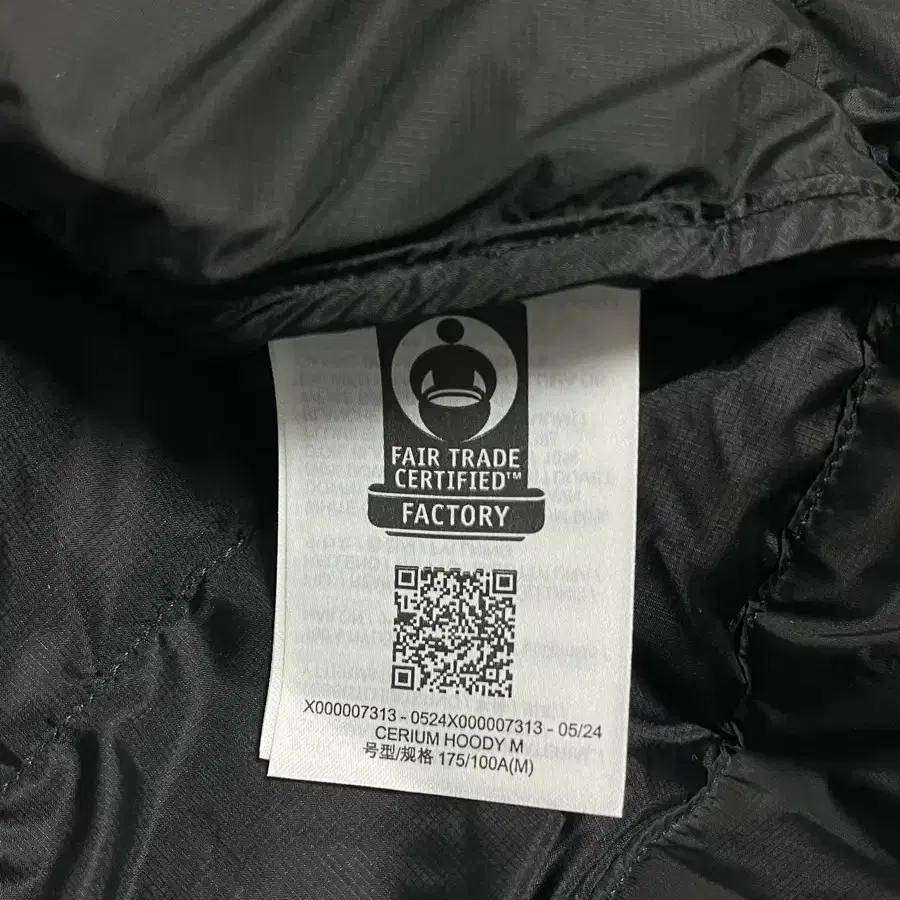 FAIR TRADE
CERTIFIED™
FACTORY
X000007313 - 0524X000007313 - 05/24
CERIUM HOODY M
号型/规格 175/100A(M)